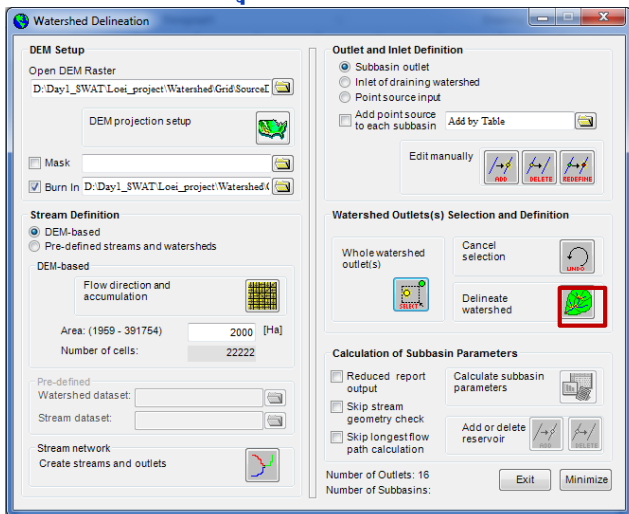 Watershed Delineation
DEM Setup
Open DEM Raster
D:\Day1_SWAT\Loei_project\Watershed\Grid\SourceD
DEM projection setup
Mask
Burn In D:\Day1_SWAT\Loei_project\Watershed\G
Stream Definition
DEM-based
Pre-defined streams and watersheds
DEM-based
Flow direction and
accumulation
Area: (1959 - 391754) 2000 [Ha]
Number of cells: 22222
Pre-defined
Watershed dataset:
Stream dataset:
Stream network
Create streams and outlets
Outlet and Inlet Definition
Subbasin outlet
Inlet of draining watershed
Point source input
Add point source
to each subbasin Add by Table
Edit manually
ADD DELETE REDEFINE
Watershed Outlets(s) Selection and Definition
Whole watershed
outlet(s)
SELECT
Cancel
selection
UNDO
Delineate
watershed
Calculation of Subbasin Parameters
Reduced report
output
Skip stream
geometry check
Skip longest flow
path calculation
Calculate subbasin
parameters
Add or delete
reservoir
ADD DELETE
Number of Outlets: 16
Number of Subbasins:
Exit Minimize